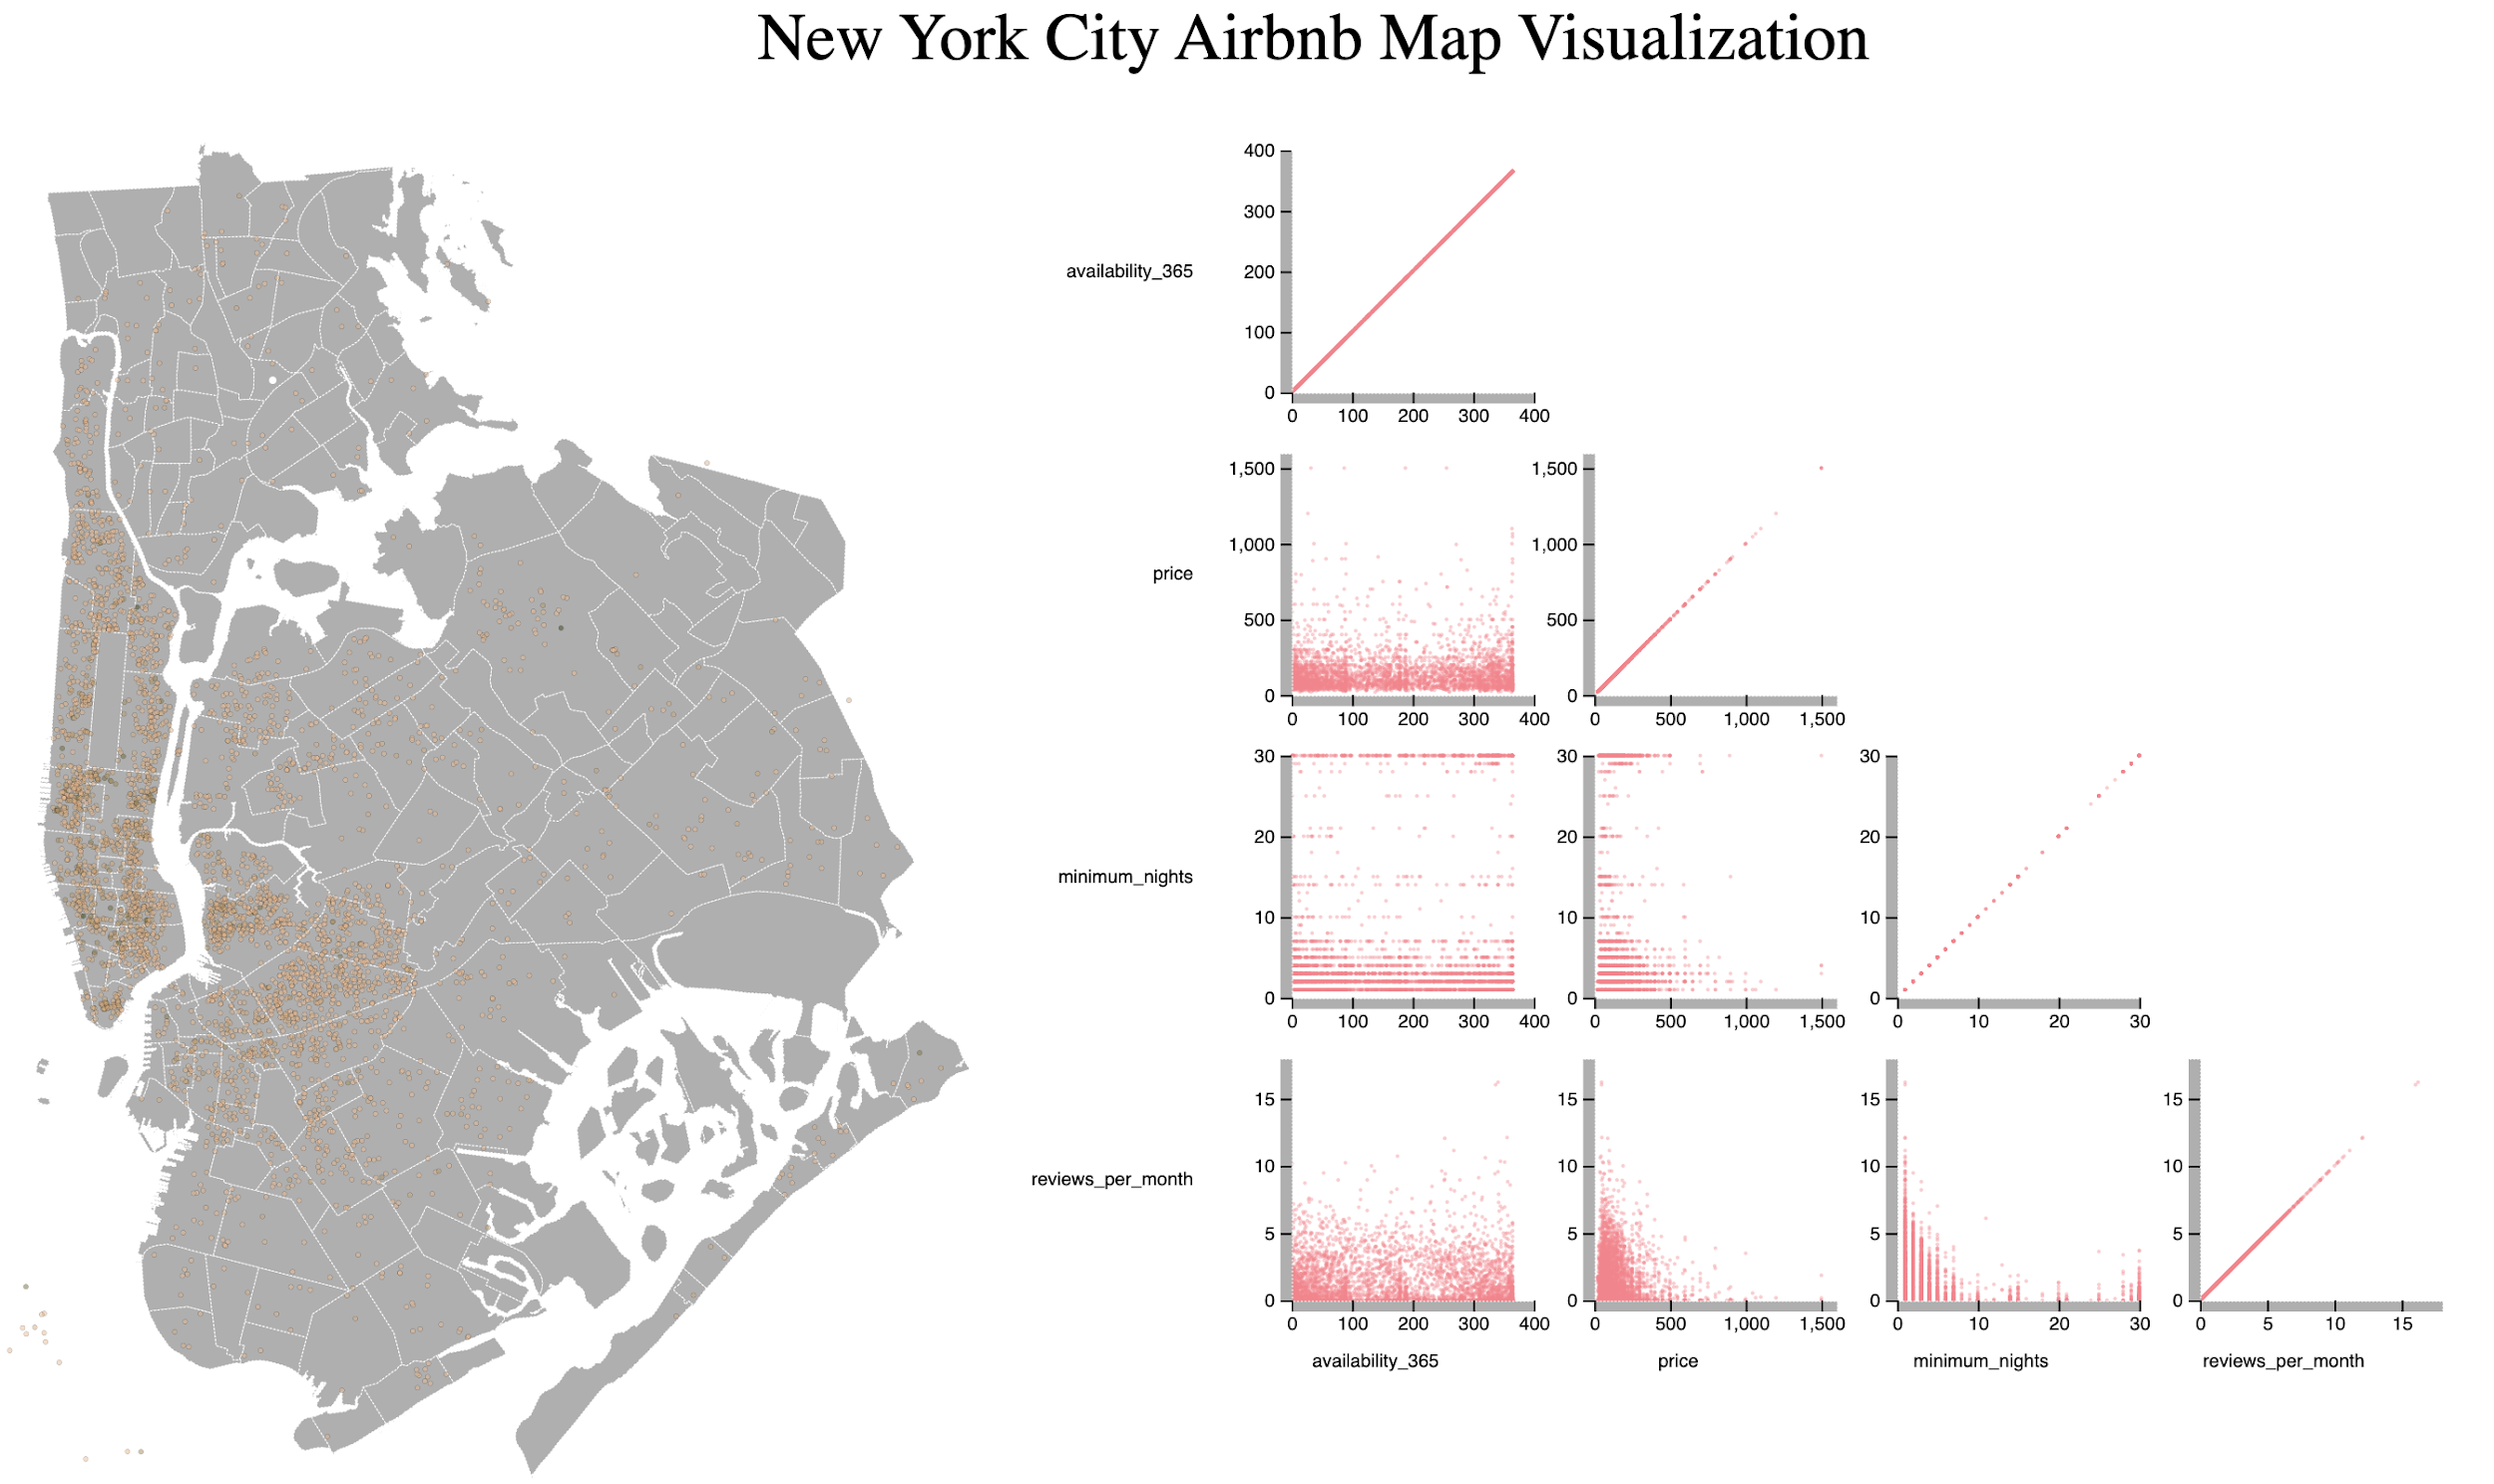 New York City Airbnb Map Visualization
400
300
availability_365
200
100
0
0 100 200 300 400
1,500 1,500
1,000 1,000
price
500 500
0 0
0 100 200 300 400 0 500 1,000 1,500
30 30 30
20 20 20
minimum_nights
10 10 10
0 0 0
0 100 200 300 400 0 500 1,000 1,500 0 10 20 30
15 15 15 15
10 10 10 10
reviews_per_month
5 5 5 5
0 0 0 0
0 100 200 300 400 0 500 1,000 1,500 0 10 20 30 0 5 10 15
availability_365 price minimum_nights reviews_per_month